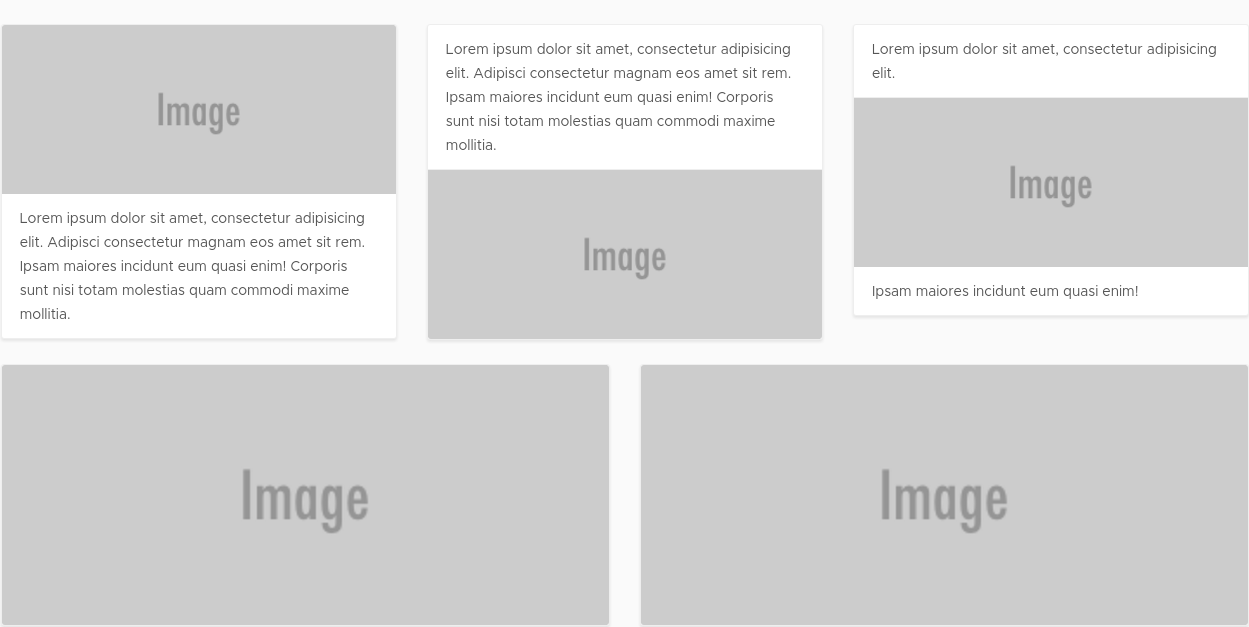 Image
Lorem ipsum dolor sit amet, consectetur adipisicing
elit. Adipisci consectetur magnam eos amet sit rem.
Ipsam maiores incidunt eum quasi enim! Corporis
sunt nisi totam molestias quam commodi maxime
mollitia.
Lorem ipsum dolor sit amet, consectetur adipisicing
elit. Adipisci consectetur magnam eos amet sit rem.
Ipsam maiores incidunt eum quasi enim! Corporis
sunt nisi totam molestias quam commodi maxime
mollitia.
Image
Lorem ipsum dolor sit amet, consectetur adipisicing
elit.
Image
Ipsam maiores incidunt eum quasi enim!
Image
Image